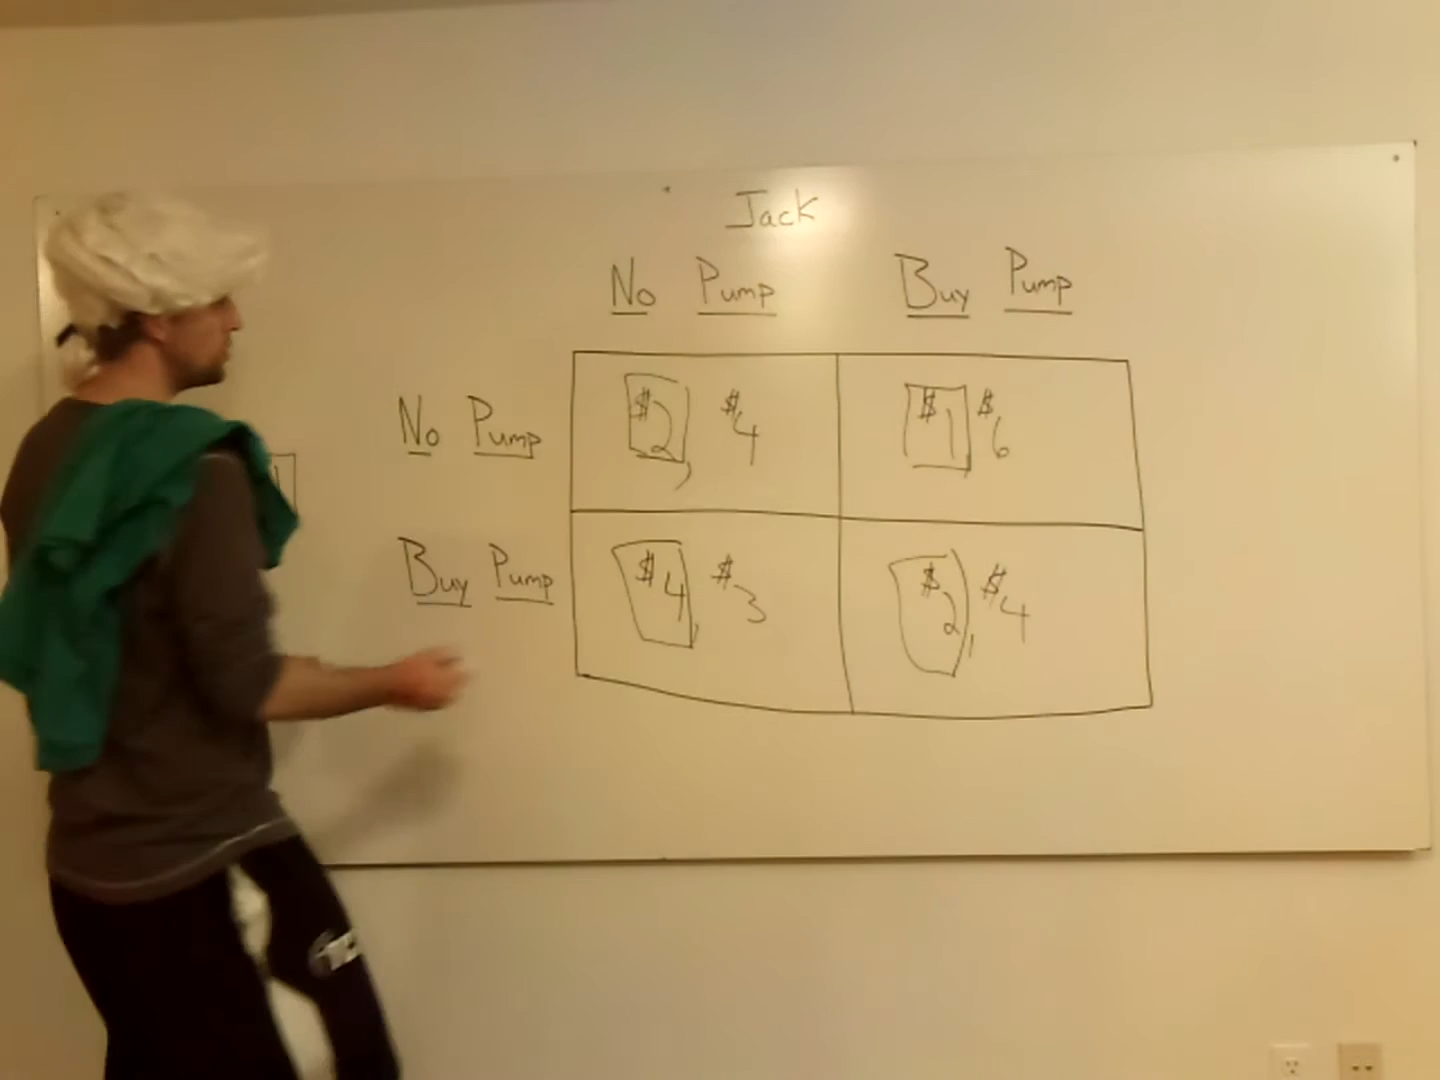 Jack
No Pump Buy Pump
No Pump $2, $4 $1, $6
Buy Pump $4, $3 $2, $4